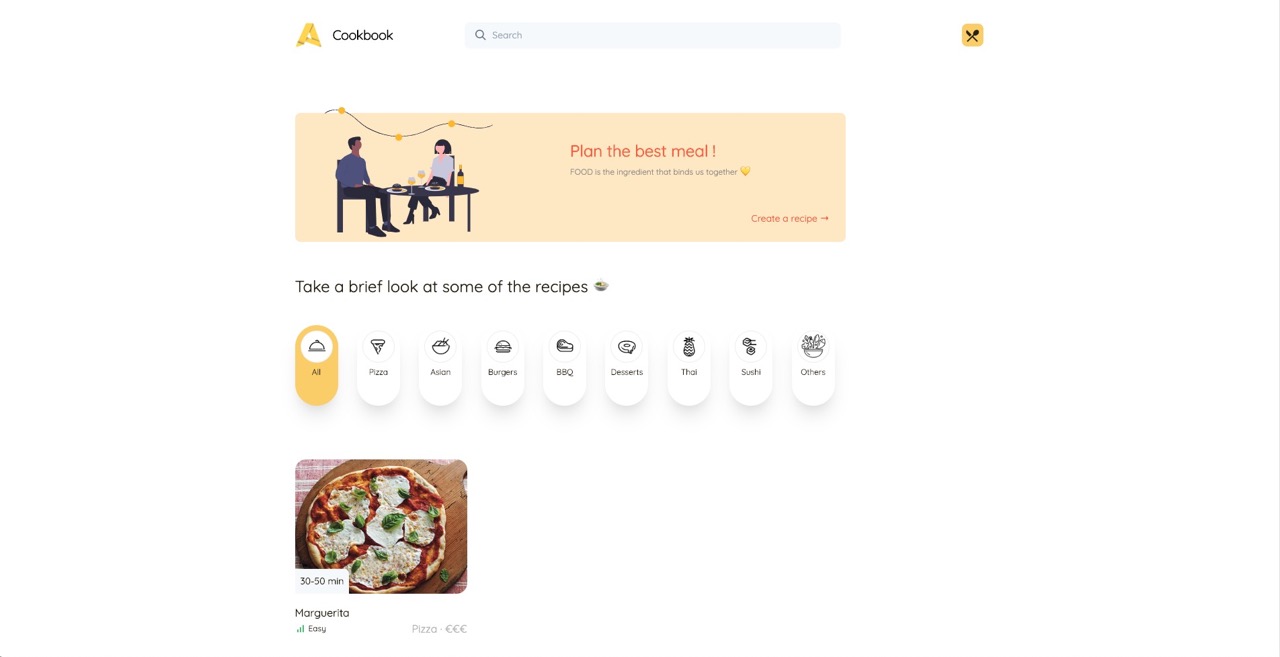 Cookbook
Search
Plan the best meal !
FOOD is the ingredient that binds us together 💛
Create a recipe →
Take a brief look at some of the recipes 🍲
All
Pizza
Asian
Burgers
BBQ
Desserts
Thai
Sushi
Others
30-50 min
Marguerita
Easy
Pizza · €€€